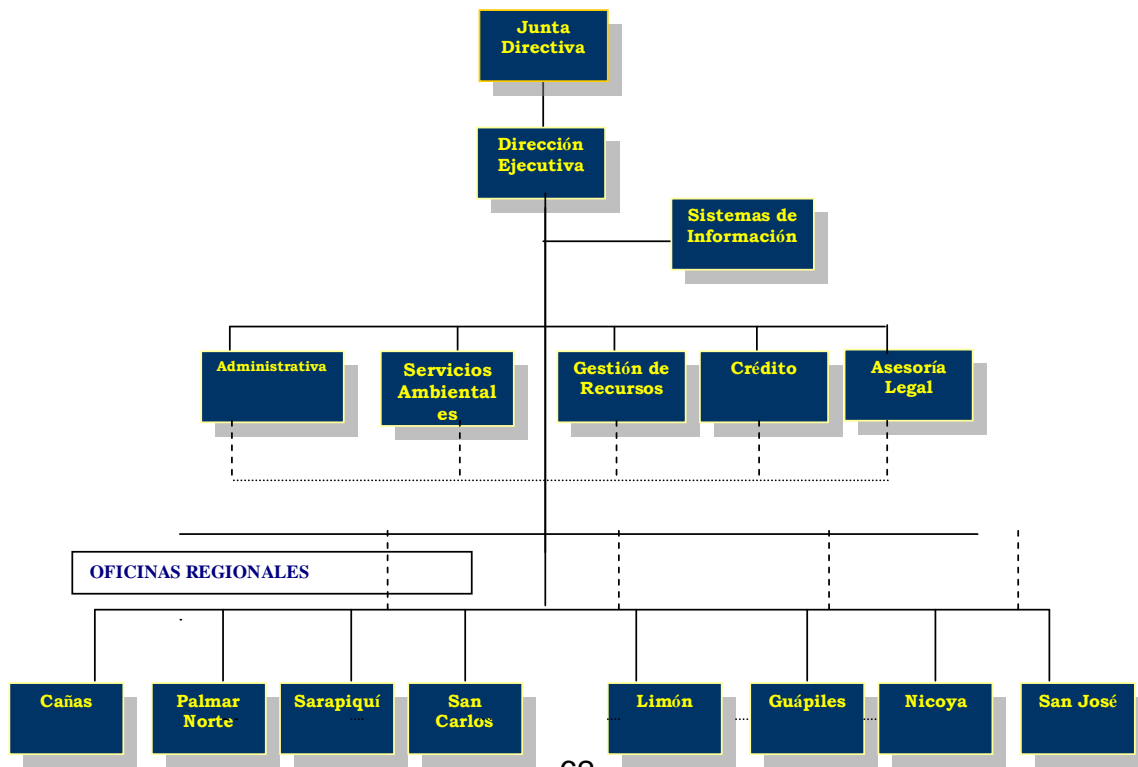 Junta
Directiva
Dirección
Ejecutiva
Sistemas de
Información
Administrativa
Servicios
Ambiental
es
Gestión de
Recursos
Crédito
Asesoría
Legal
OFICINAS REGIONALES
Cañas
Palmar
Norte
Sarapiquí
San
Carlos
Limón
Guápiles
Nicoya
San José